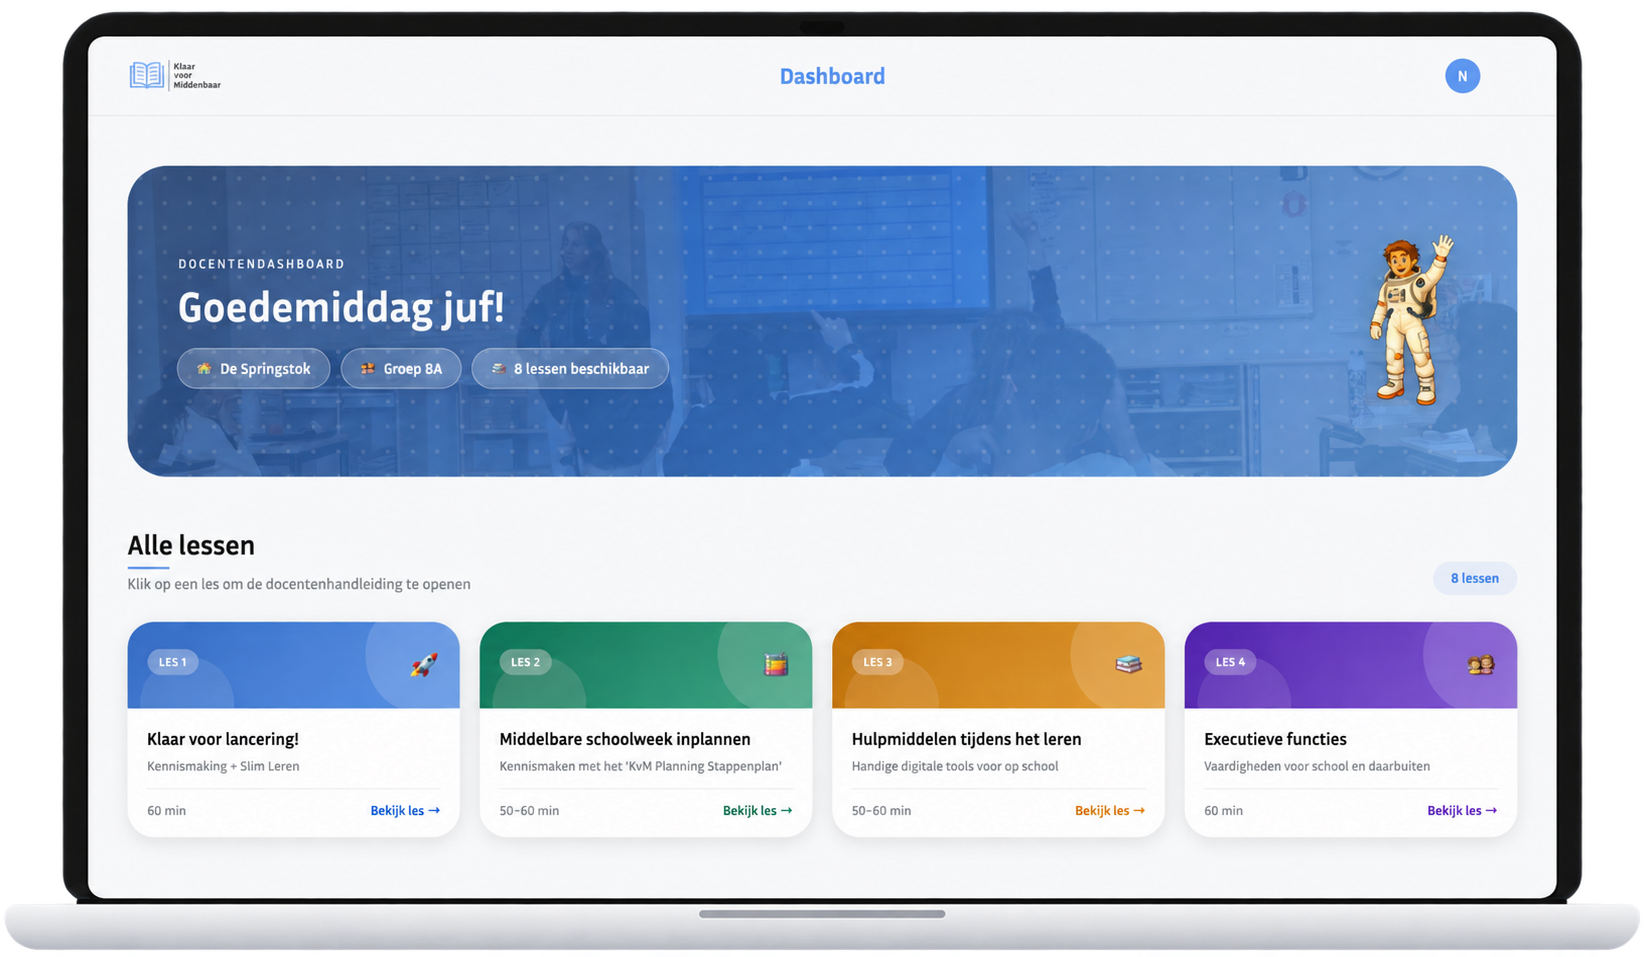 Klaar
voor
Middenbaar
Dashboard
N
DOCENTENDASHBOARD
Goedemiddag juf!
De Springstok
Groep 8A
8 lessen beschikbaar
Alle lessen
Klik op een les om de docentenhandleiding te openen
8 lessen
LES 1
Klaar voor lancering!
Kennismaking + Slim Leren
60 min
Bekijk les →
LES 2
Middelbare schoolweek inplannen
Kennismaken met het 'KvM Planning Stappenplan'
50-60 min
Bekijk les →
LES 3
Hulpmiddelen tijdens het leren
Handige digitale tools voor op school
50-60 min
Bekijk les →
LES 4
Executieve functies
Vaardigheden voor school en daarbuiten
60 min
Bekijk les →